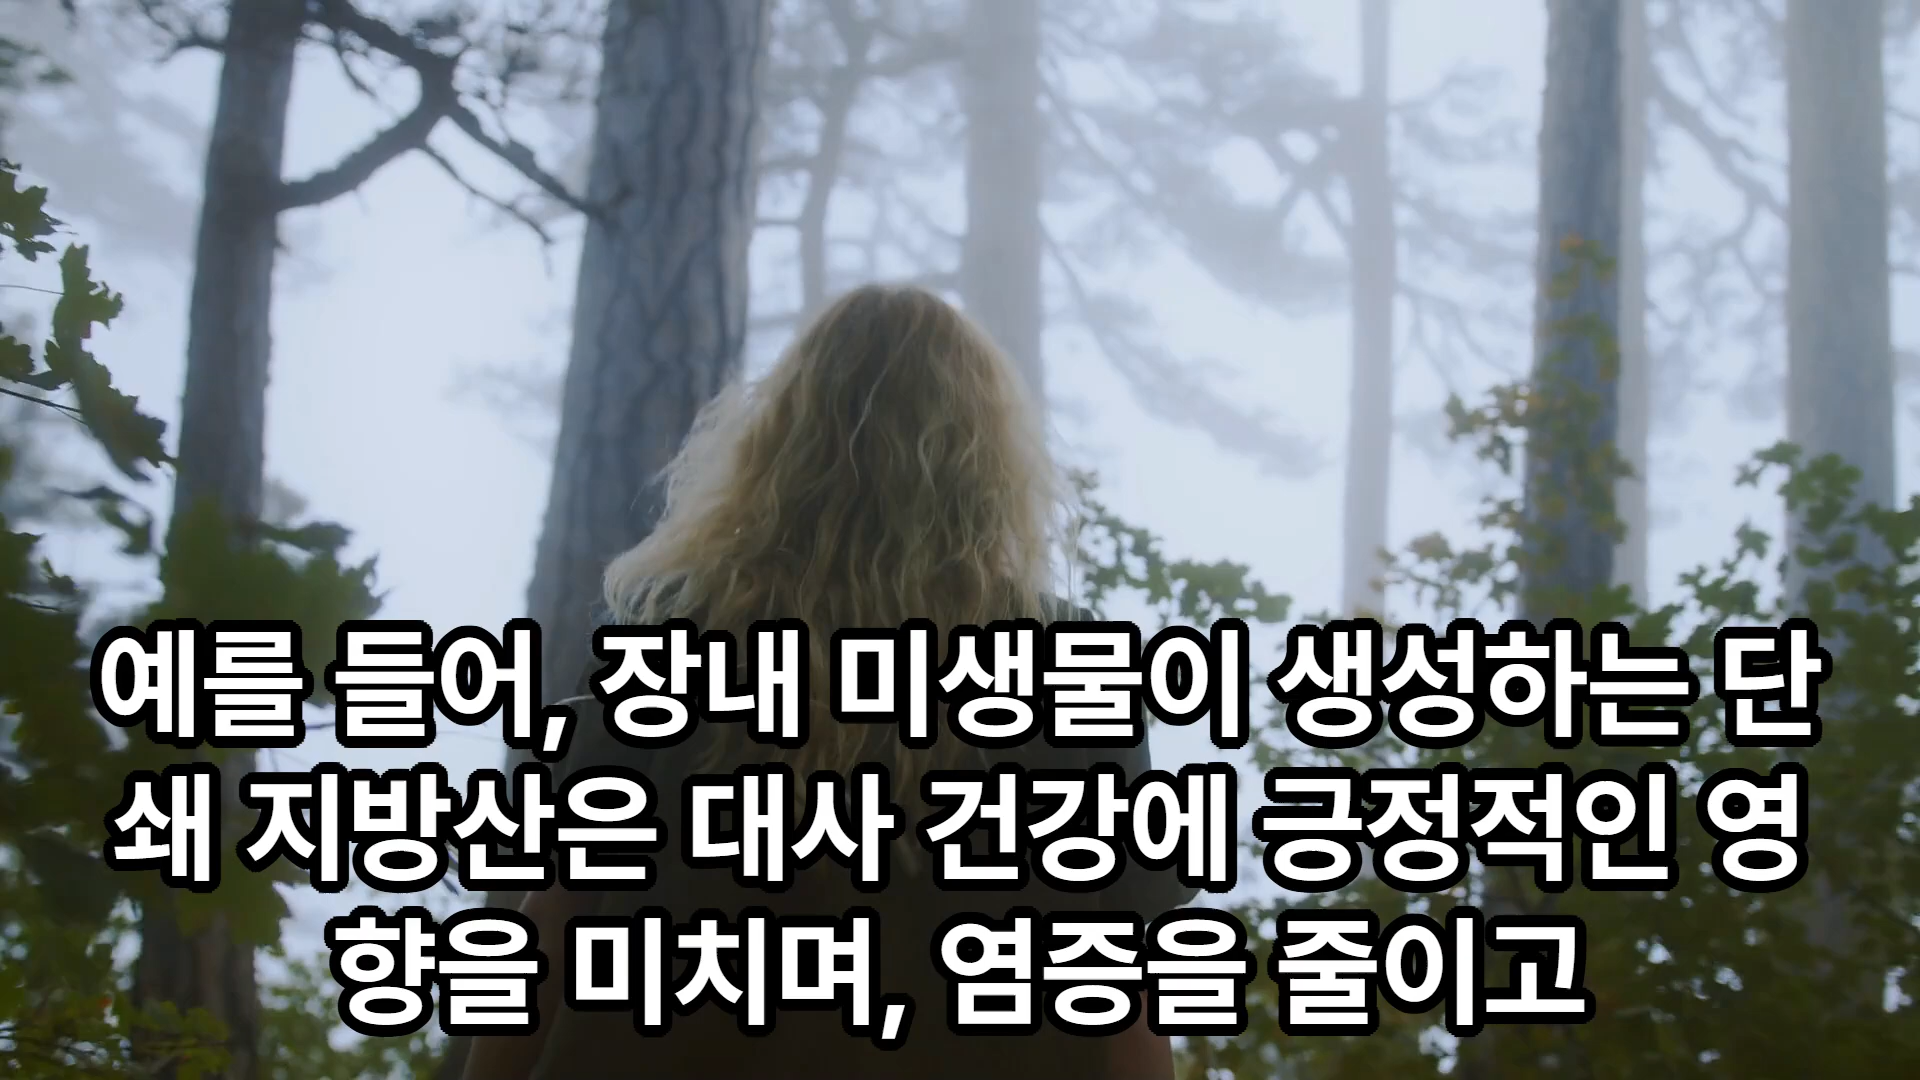 예를 들어, 장내 미생물이 생성하는 단
쇄 지방산은 대사 건강에 긍정적인 영
향을 미치며, 염증을 줄이고